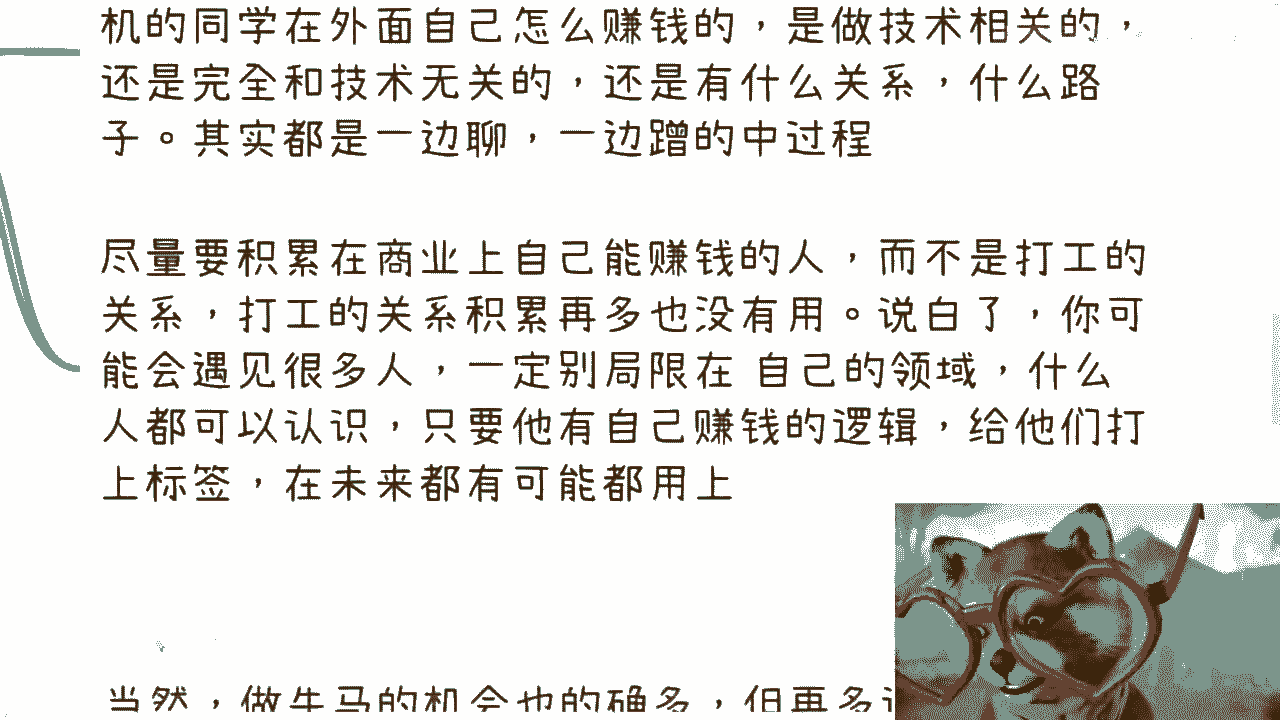 机的同学在外面自己怎么赚钱的，是做技术相关的，
还是完全和技术无关的，还是有什么关系，什么路
子。其实都是一边聊，一边蹭的中过程
尽量要积累在商业上自己能赚钱的人，而不是打工的
关系，打工的关系积累再多也没有用。说白了，你可
能会遇见很多人，一定别局限在 自己的领域，什么
人都可以认识，只要他有自己赚钱的逻辑，给他们打
上标签，在未来都有可能都用上
当然，做牛马的机会也的确多，但再多